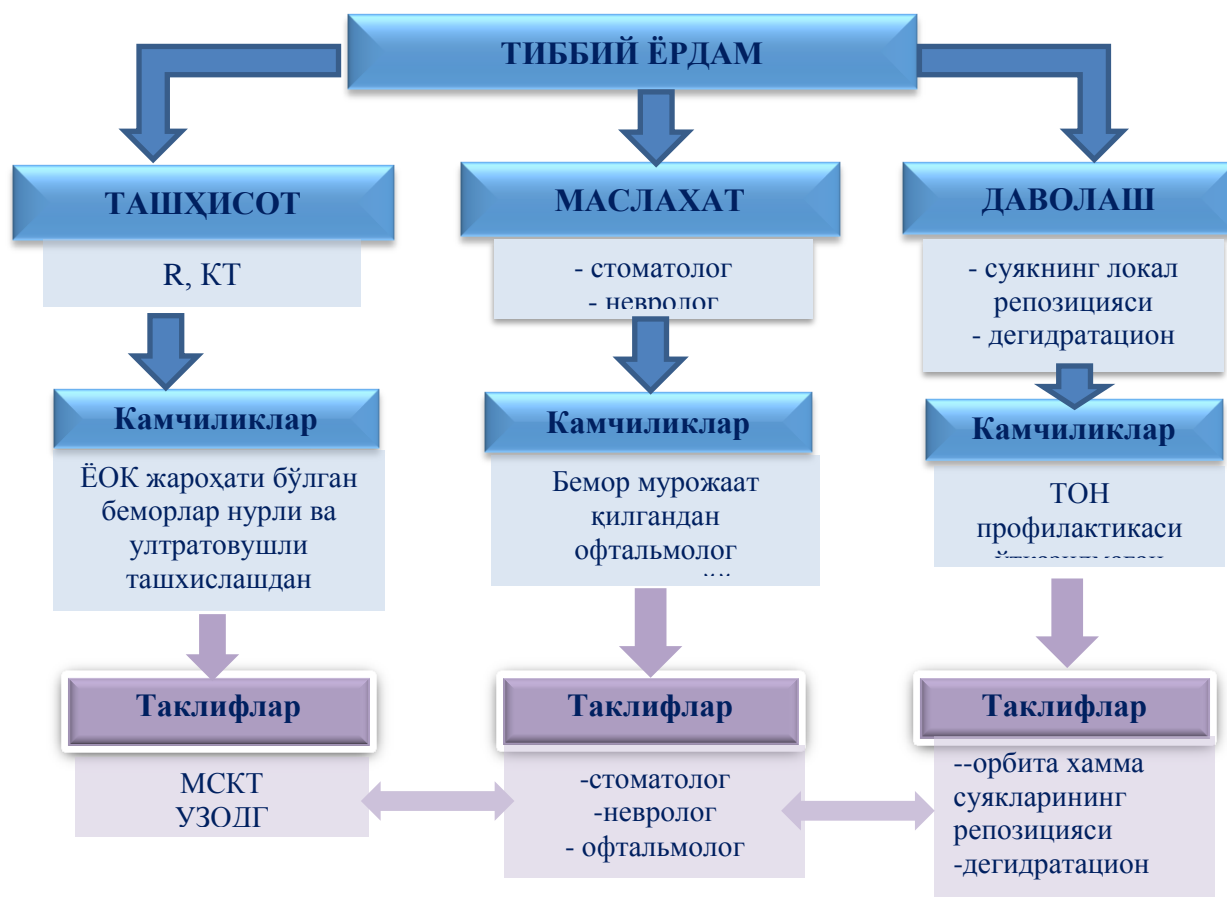 ТИББИЙ ЁРДАМ
ТАШҲИСОТ
R, КТ
Камчиликлар
ЁОК жароҳати бўлган
беморлар нурли ва
ултратовушли
ташхислашдан
Таклифлар
МСКТ
УЗОДГ
МАСЛАХАТ
- стоматолог
- невролог
Камчиликлар
Бемор мурожаат
қилгандан
офтальмолог
Таклифлар
-стоматолог
-невролог
- офтальмолог
ДАВОЛАШ
- суякнинг локал
репозицияси
- дегидратацион
Камчиликлар
ТОН
профилактикаси
Таклифлар
--орбита хамма
суякларининг
репозицияси
-дегидратацион